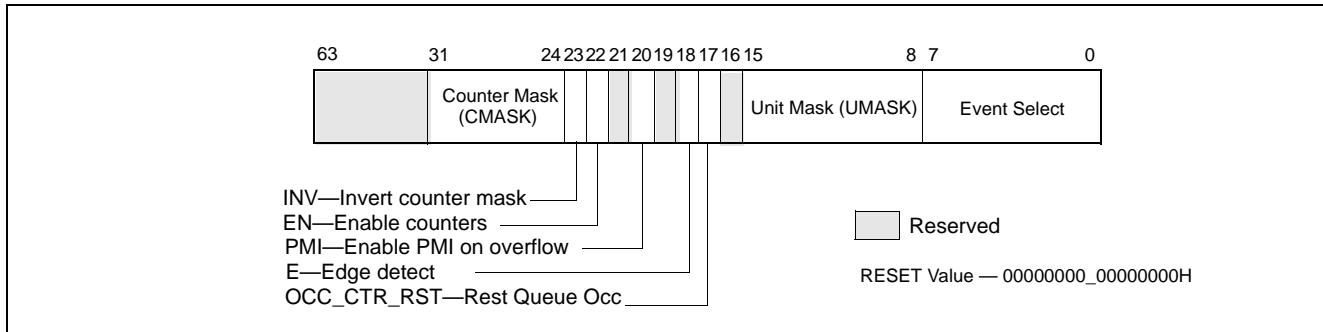 63 31 24 23 22 21 20 19 18 17 16 15 8 7 0
Counter Mask
(CMASK)
Unit Mask (UMASK)
Event Select
INV—Invert counter mask
EN—Enable counters
PMI—Enable PMI on overflow
E—Edge detect
OCC_CTR_RST—Rest Queue Occ
Reserved
RESET Value — 00000000_00000000H